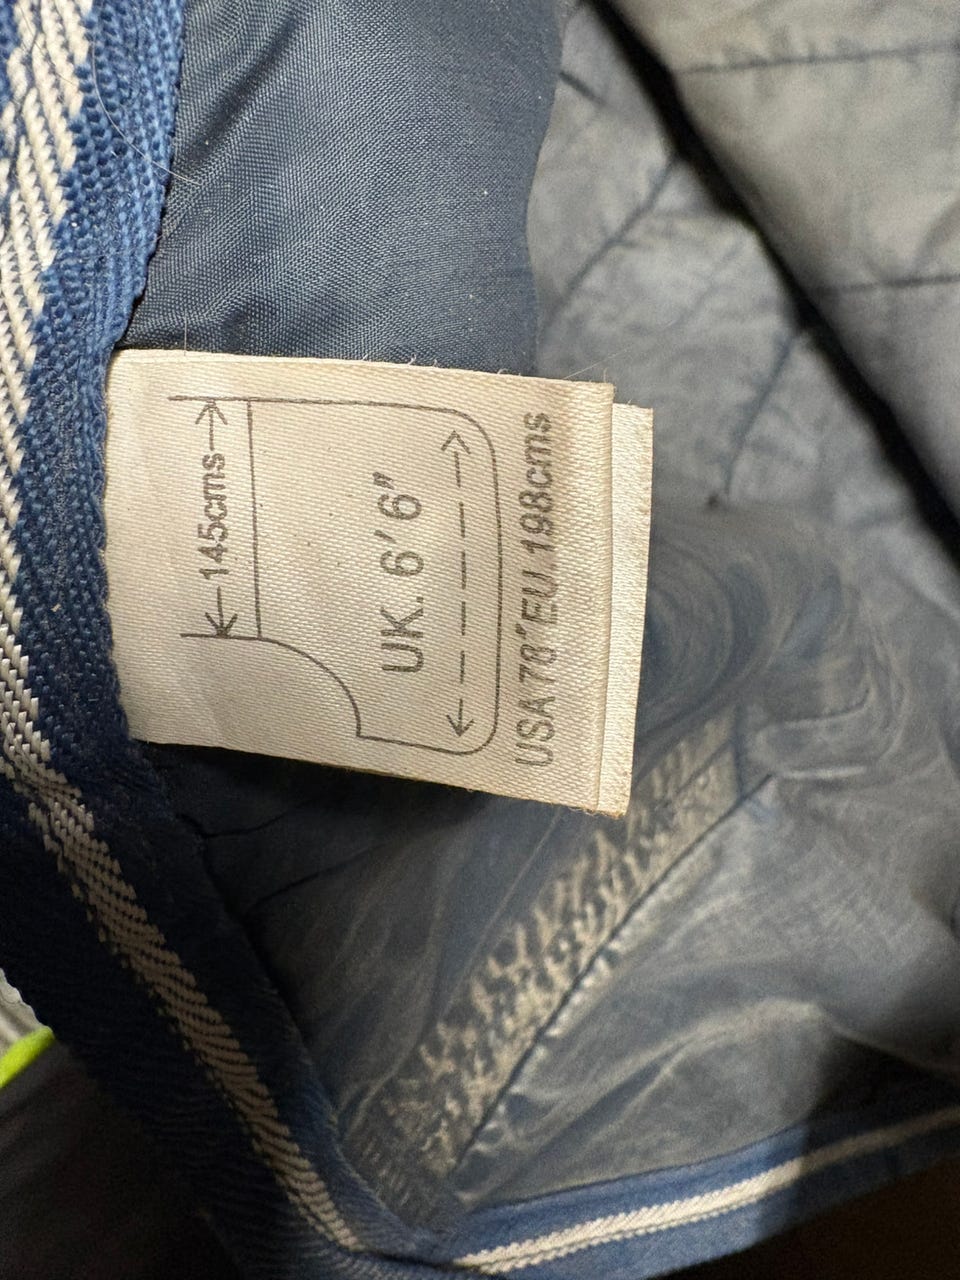 145cms
UK. 6' 6"
USA 78" EU. 198cms